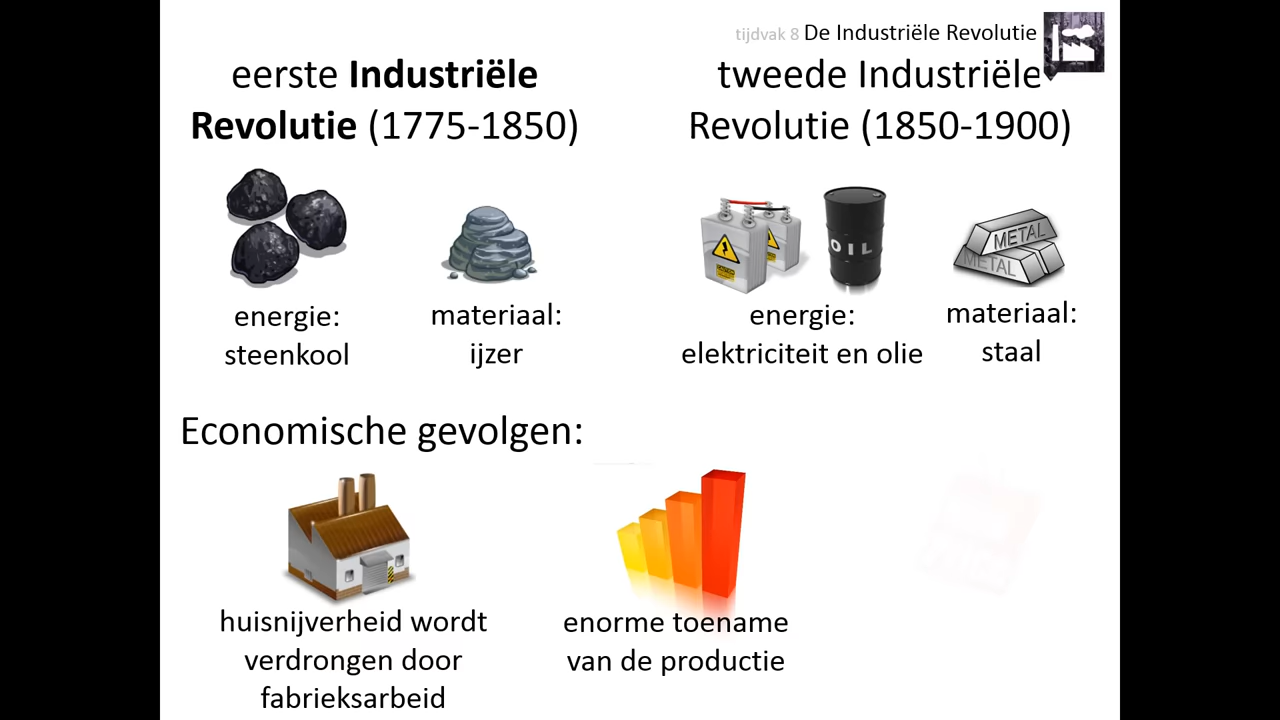 tijdvak 8 De Industriële Revolutie
eerste Industriële
Revolutie (1775-1850)
tweede Industriële
Revolutie (1850-1900)
OIL
METAL
METAL
energie:
steenkool
materiaal:
ijzer
energie:
elektriciteit en olie
materiaal:
staal
Economische gevolgen:
huisnijverheid wordt
verdrongen door
fabrieksarbeid
enorme toename
van de productie